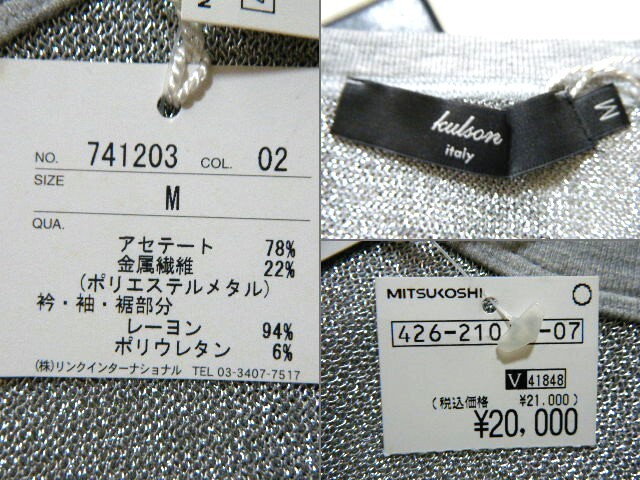 NO. 741203 COL. 02
SIZE
M
QUA.
アセテート 78%
金属繊維 22%
(ポリエステルメタル)
衿・袖・裾部分
レーヨン 94%
ポリウレタン 6%
(株)リンクインターナショナル TEL 03-3407-7517
kulson
italy
M
MITSUKOSHI
426-210 -07
V 41848
(税込価格 ¥21.000)
¥20,000